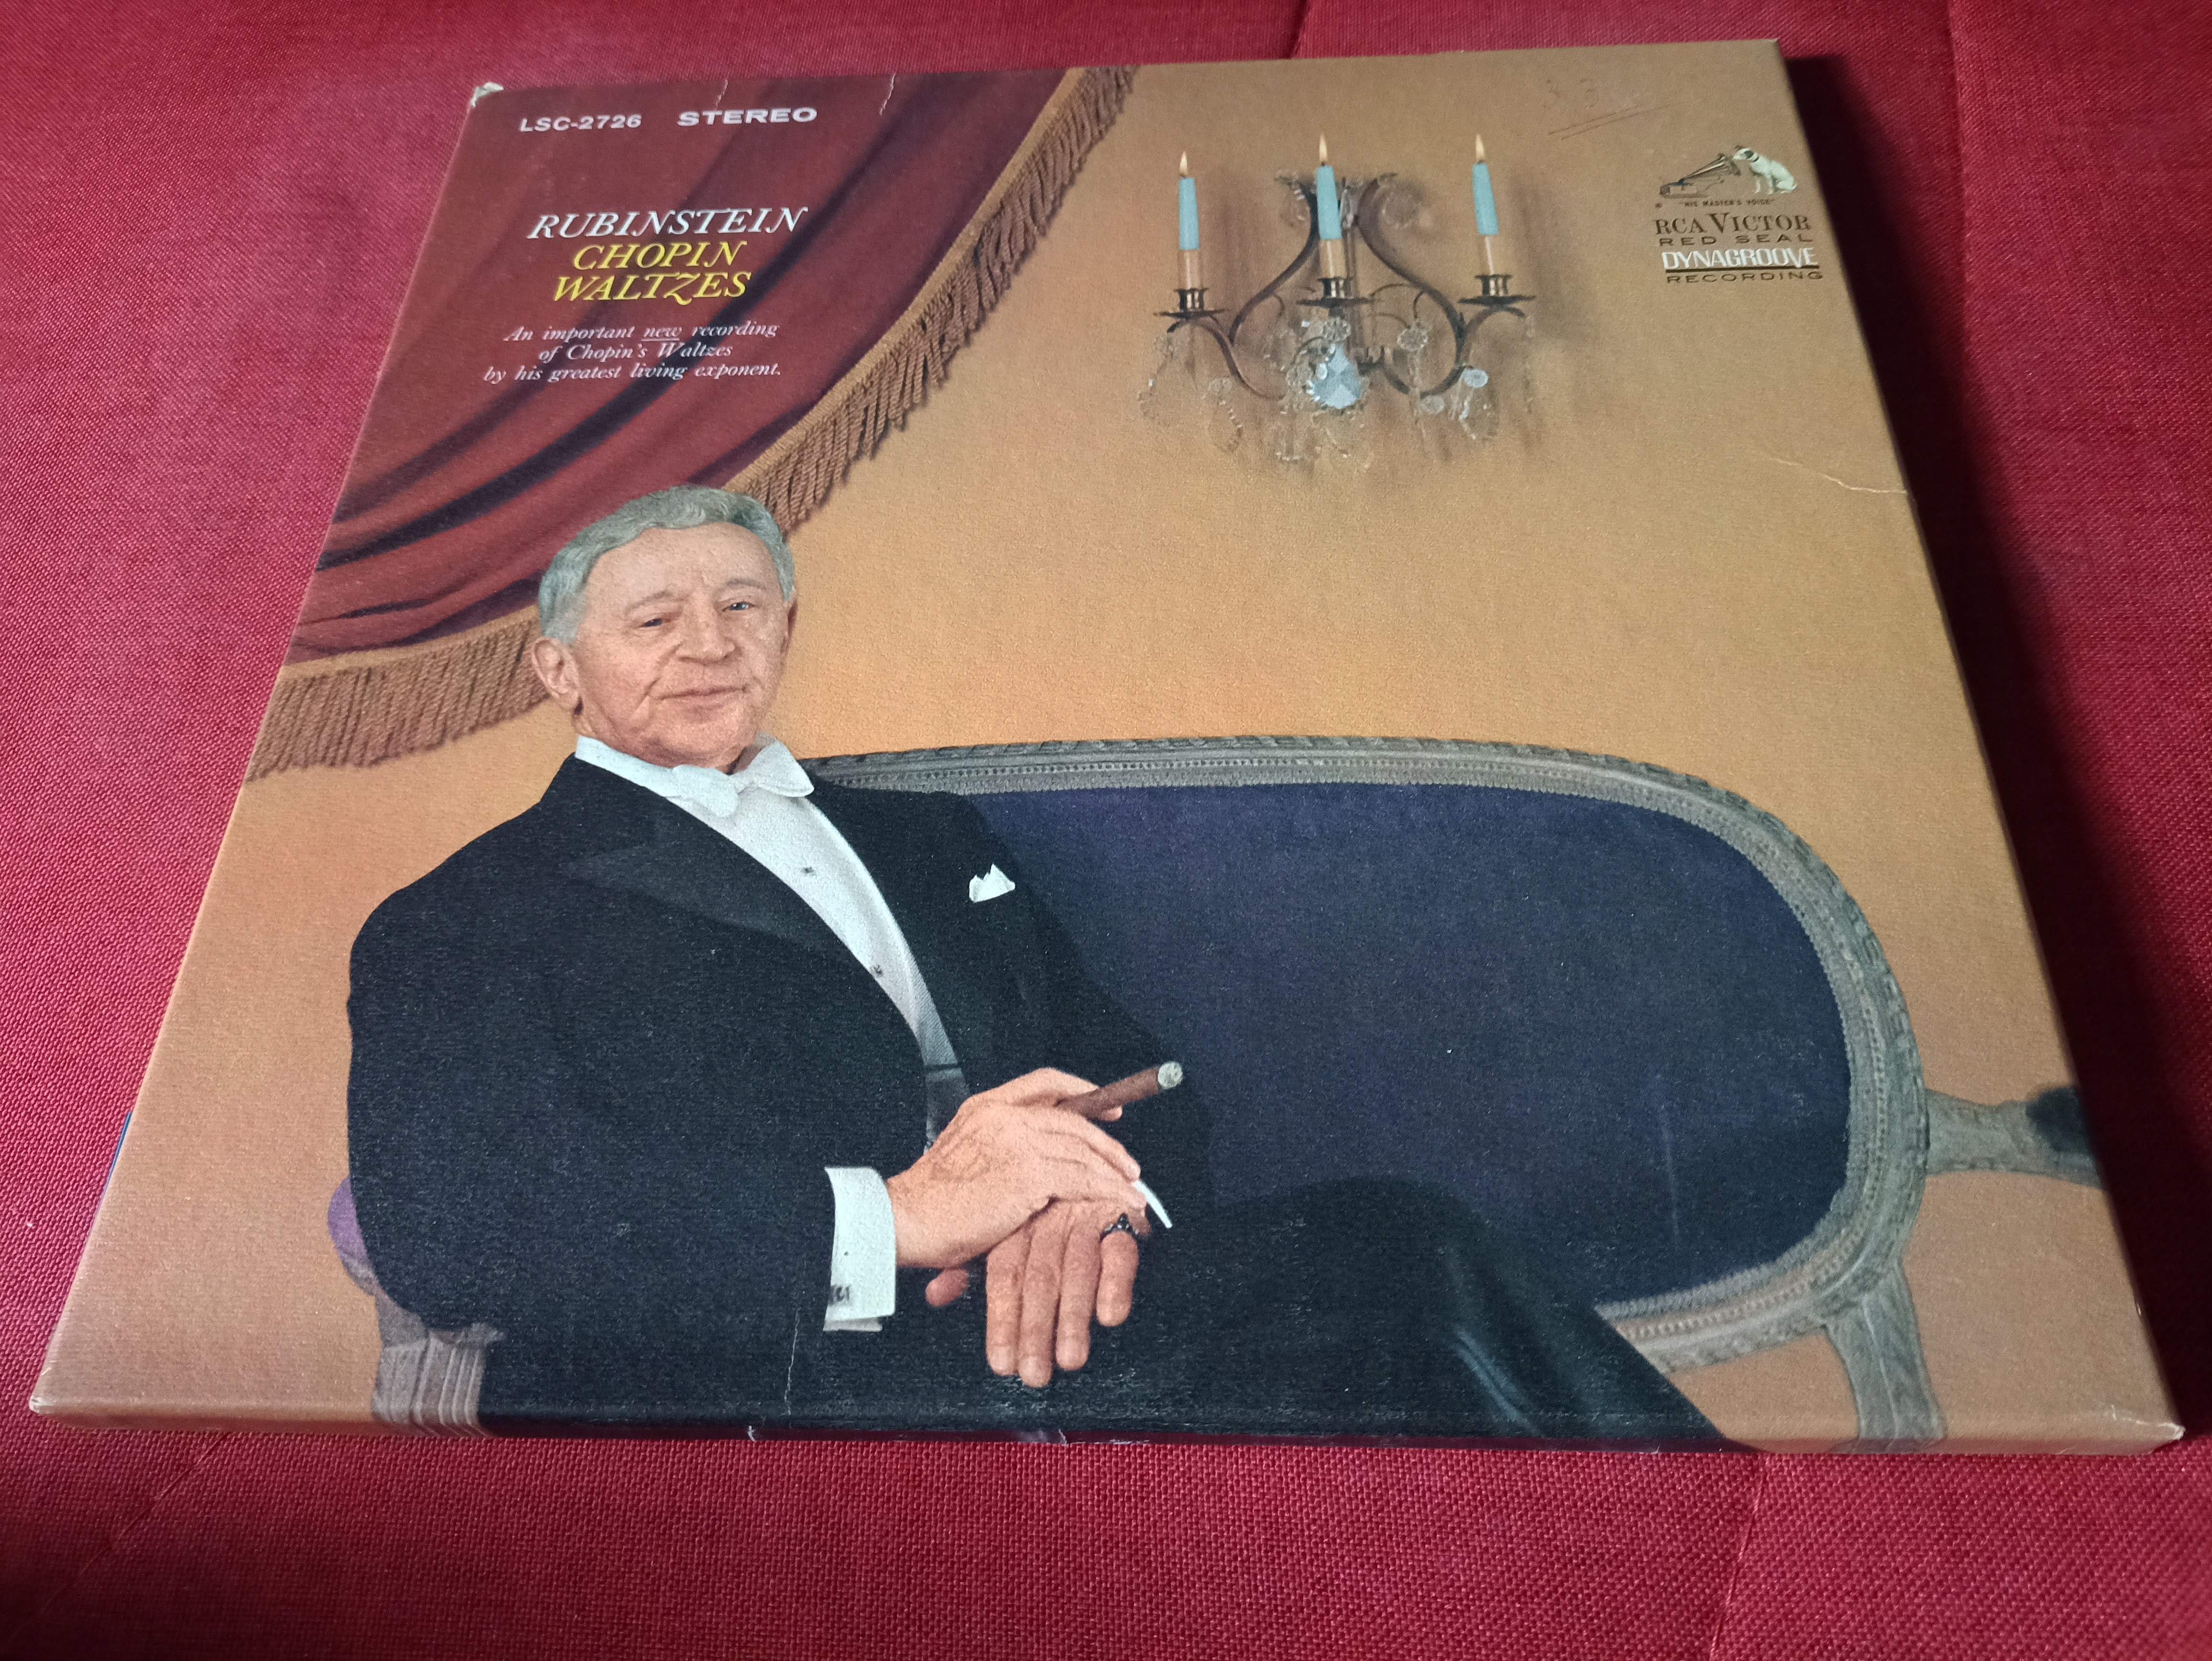 LSC-2726 STEREO
RUBINSTEIN
CHOPIN
WALTZES
An important new recording
of Chopin's Waltzes
by his greatest living exponent.
33
"HIS MASTER'S VOICE"
RCA VICTOR
RED SEAL
DYNAGROOVE
RECORDING